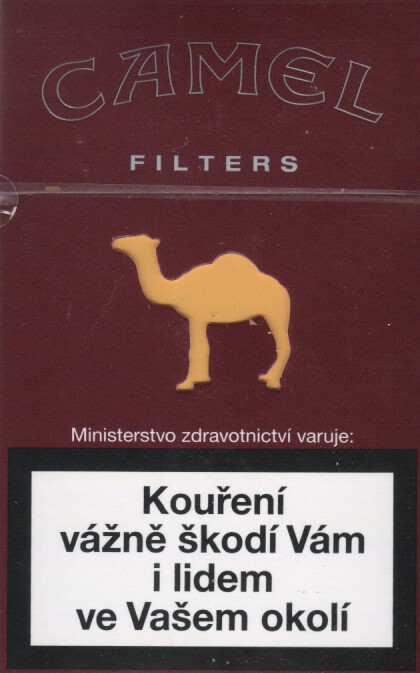 CAMEL
FILTERS
Ministerstvo zdravotnictví varuje:
Kouření
vážně škodí Vám
i lidem
ve Vašem okolí